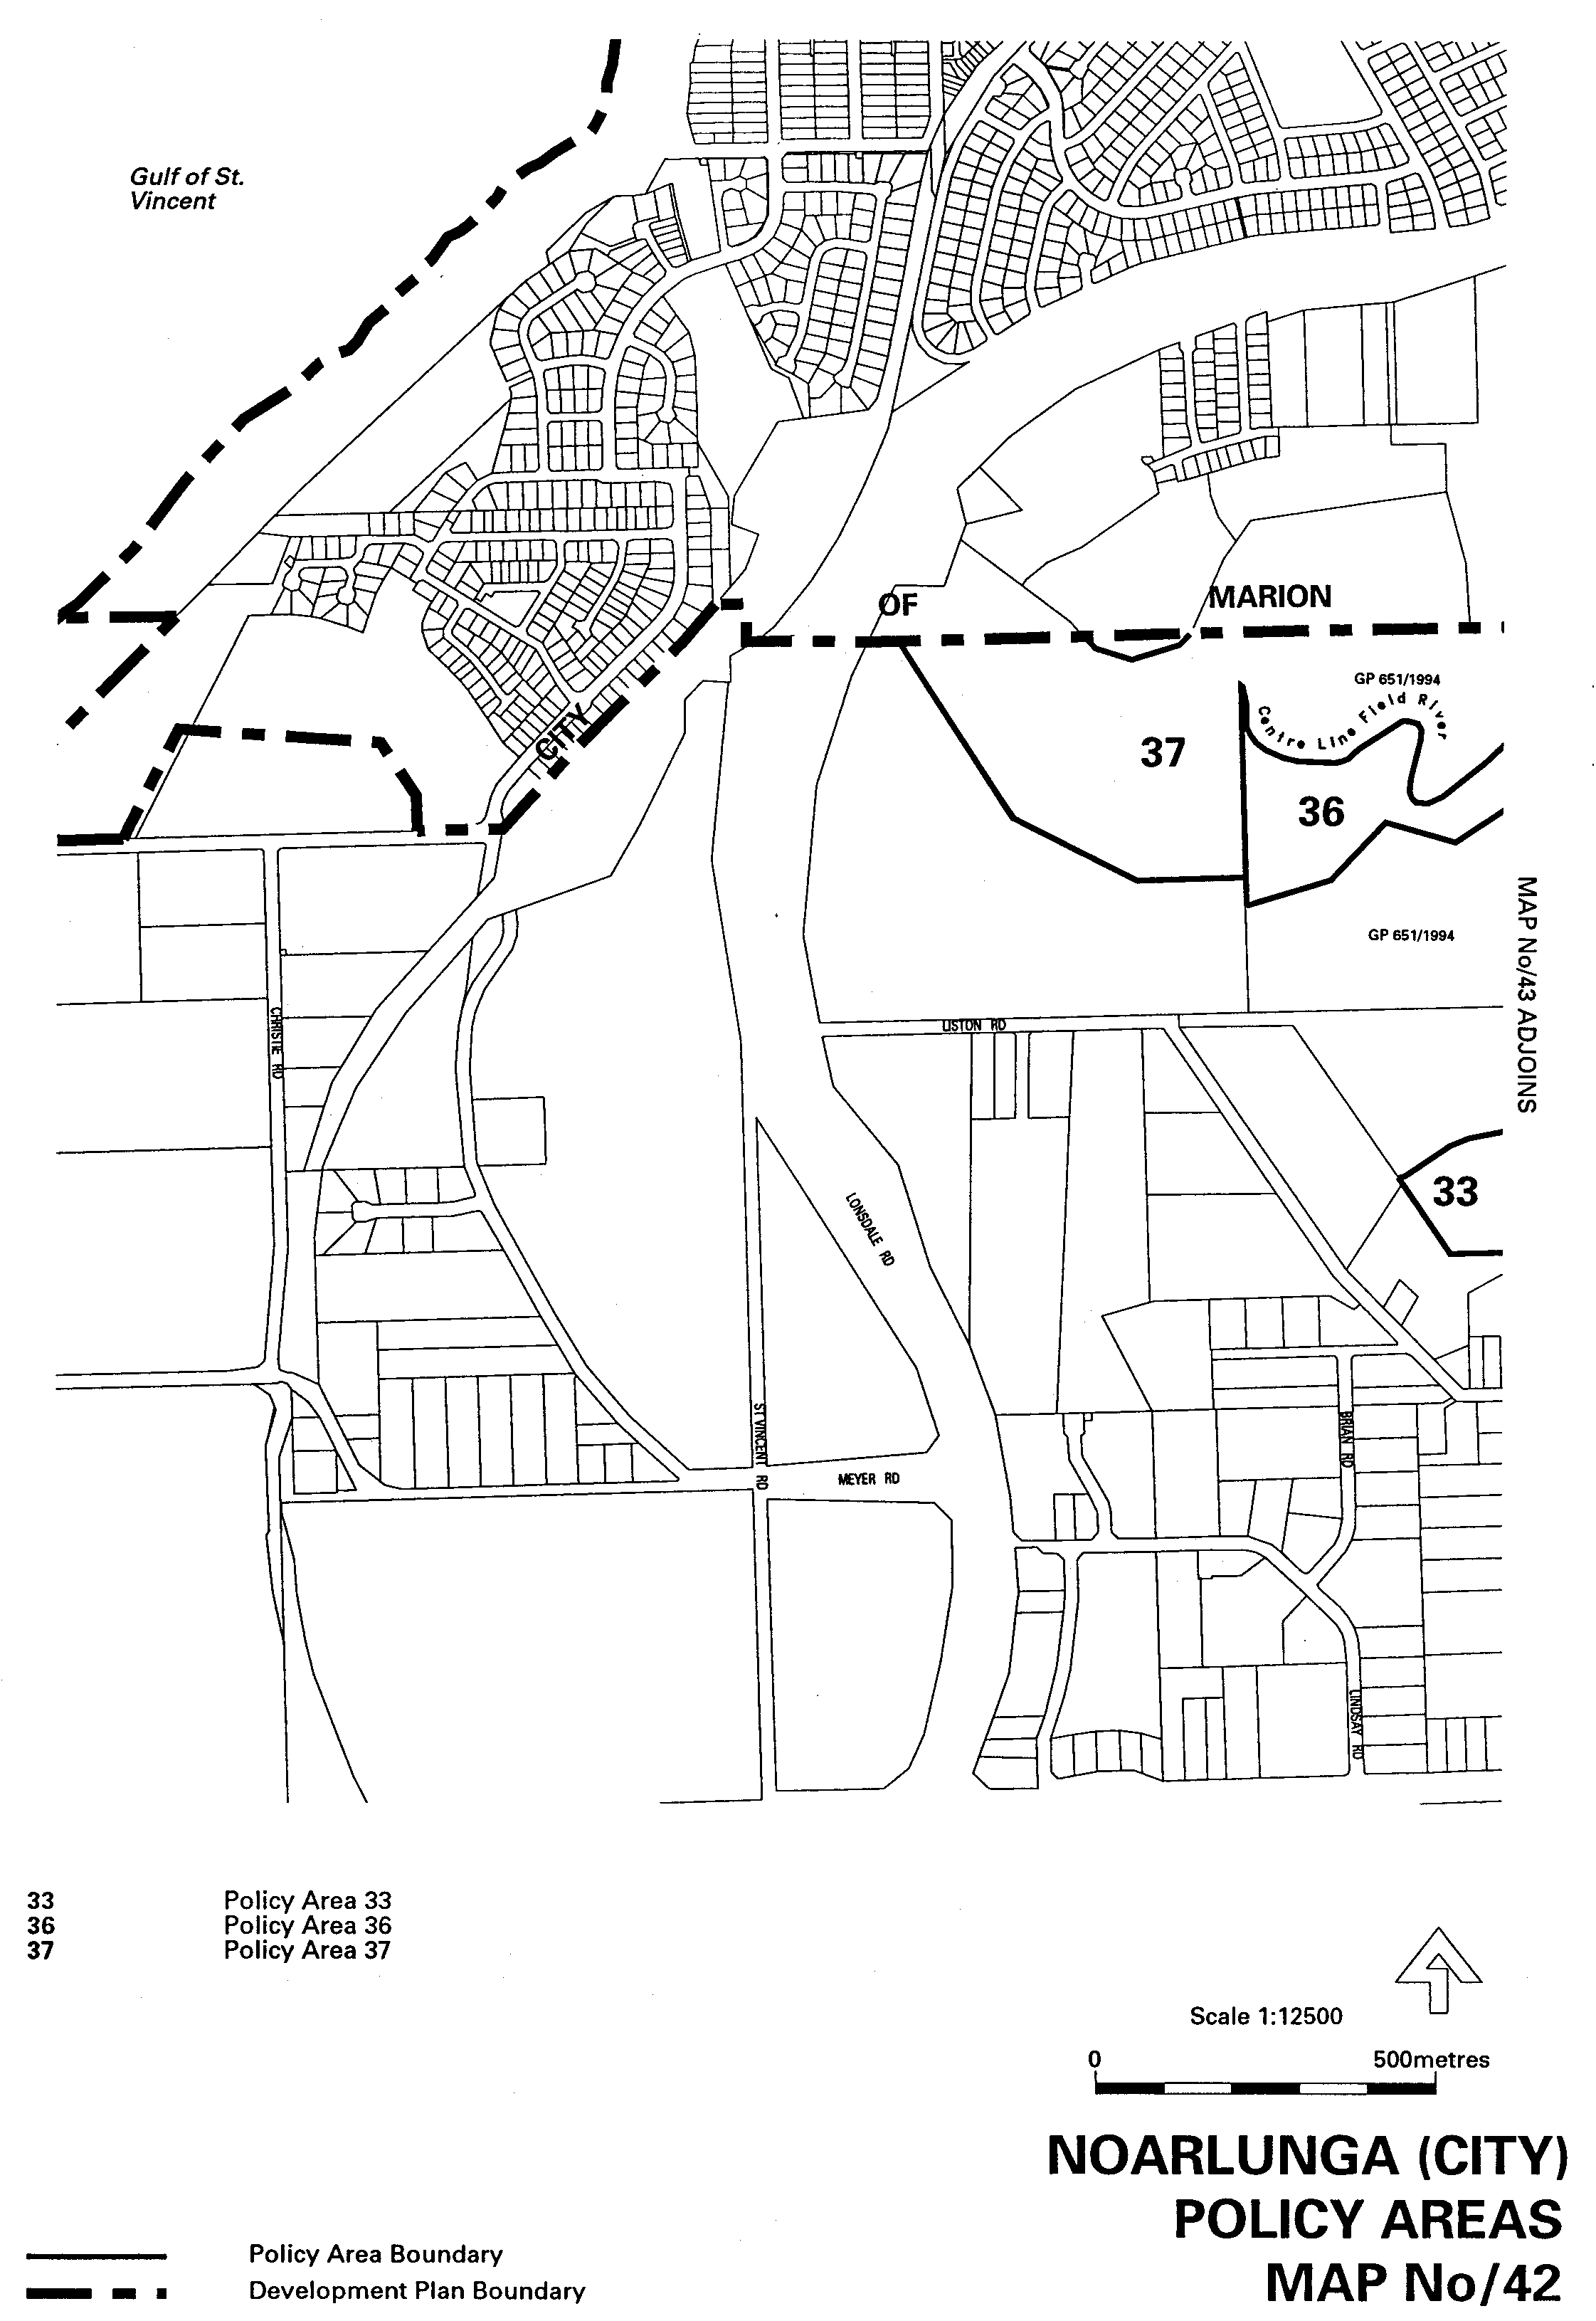 Gulf of St.
Vincent
CITY
OF
MARION
GP 651/1994
Centre Line Field River
37
36
GP 651/1994
MAP No/43 ADJOINS
CHRISTIE RD
LISTON RD
33
LONSDALE RD
ST VINCENT RD
MEYER RD
BRIAN RD
LINDSAY RD
33 Policy Area 33
36 Policy Area 36
37 Policy Area 37
Scale 1:12500
0 500metres
NOARLUNGA (CITY)
POLICY AREAS
MAP No/42
Policy Area Boundary
Development Plan Boundary